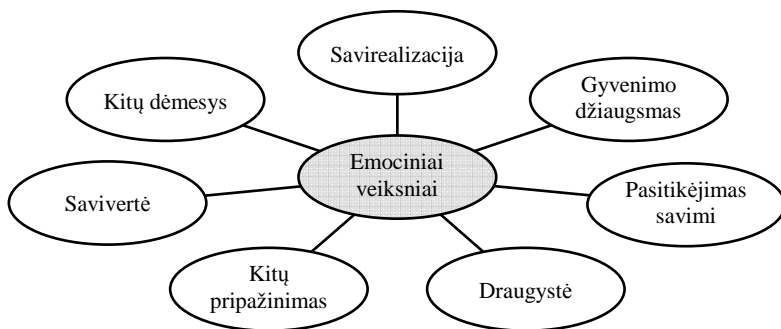 Savirealizacija
Kitų dėmesys
Gyvenimo
džiaugsmas
Emociniai
veiksniai
Savivertė
Pasitikėjimas
savimi
Kitų
pripažinimas
Draugystė